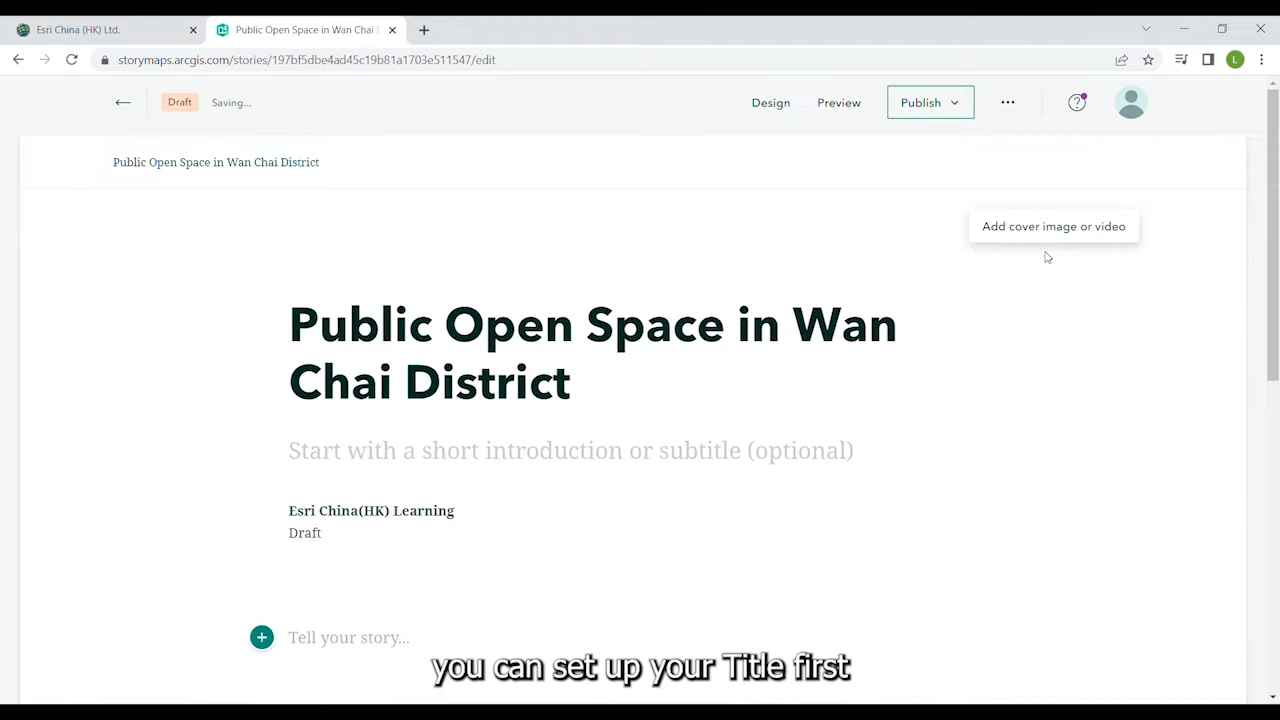 Esri China (HK) Ltd.
Public Open Space in Wan Chai D
storymaps.arcgis.com/stories/197bf5dbe4ad45c19b81a1703e511547/edit
L
Draft
Saving...
Design
Preview
Publish
Public Open Space in Wan Chai District
Add cover image or video
Public Open Space in Wan
Chai District
Start with a short introduction or subtitle (optional)
Esri China(HK) Learning
Draft
Tell your story...
you can set up your Title first